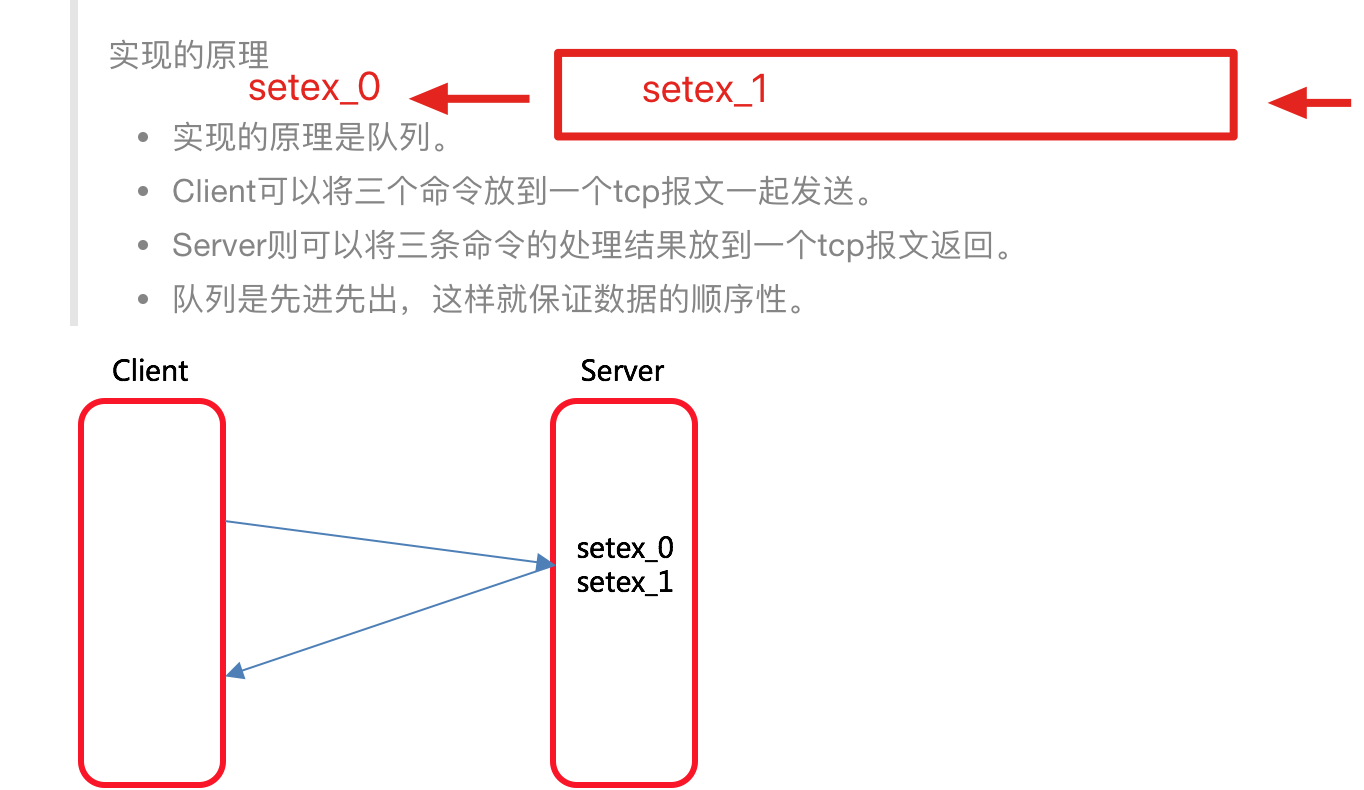 实现的原理
setex_0
setex_1
实现的原理是队列。
Client可以将三个命令放到一个tcp报文一起发送。
Server则可以将三条命令的处理结果放到一个tcp报文返回。
队列是先进先出，这样就保证数据的顺序性。
Client
Server
setex_0
setex_1